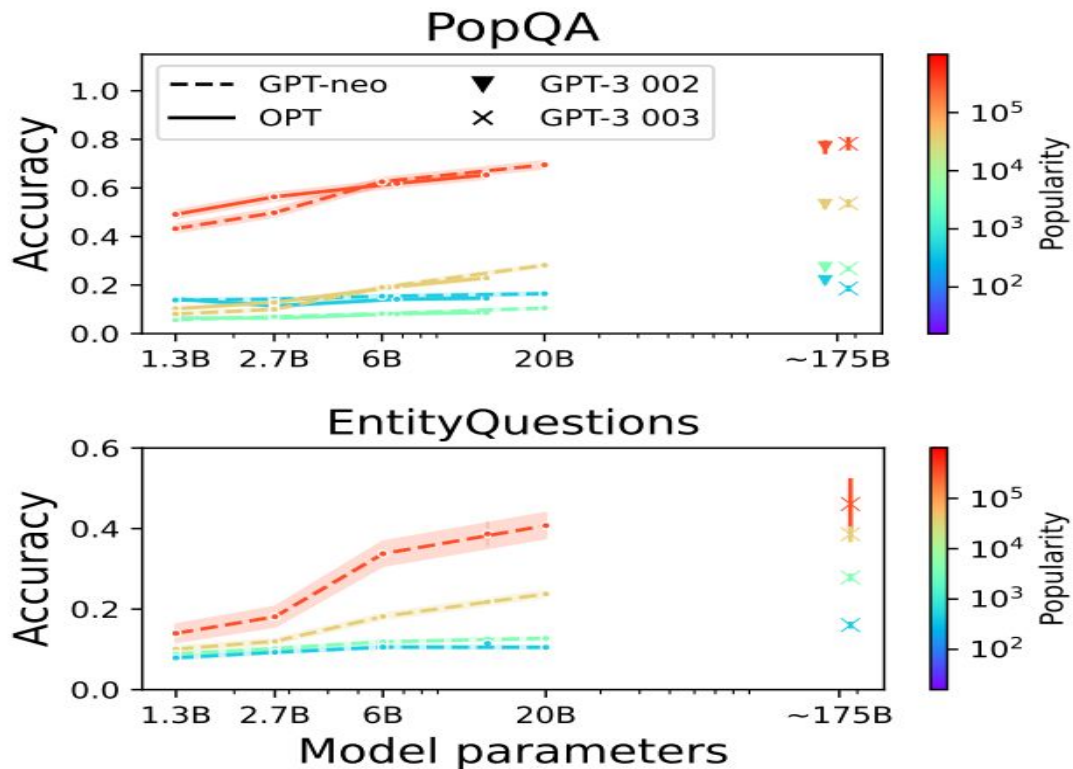 PopQA
GPT-neo
OPT
GPT-3 002
GPT-3 003
Accuracy
1.0
0.8
0.6
0.4
0.2
0.0
1.3B 2.7B 6B 20B ~175B
10⁵
10⁴
10³
10²
Popularity
EntityQuestions
Accuracy
0.6
0.4
0.2
0.0
1.3B 2.7B 6B 20B ~175B
10⁵
10⁴
10³
10²
Popularity
Model parameters